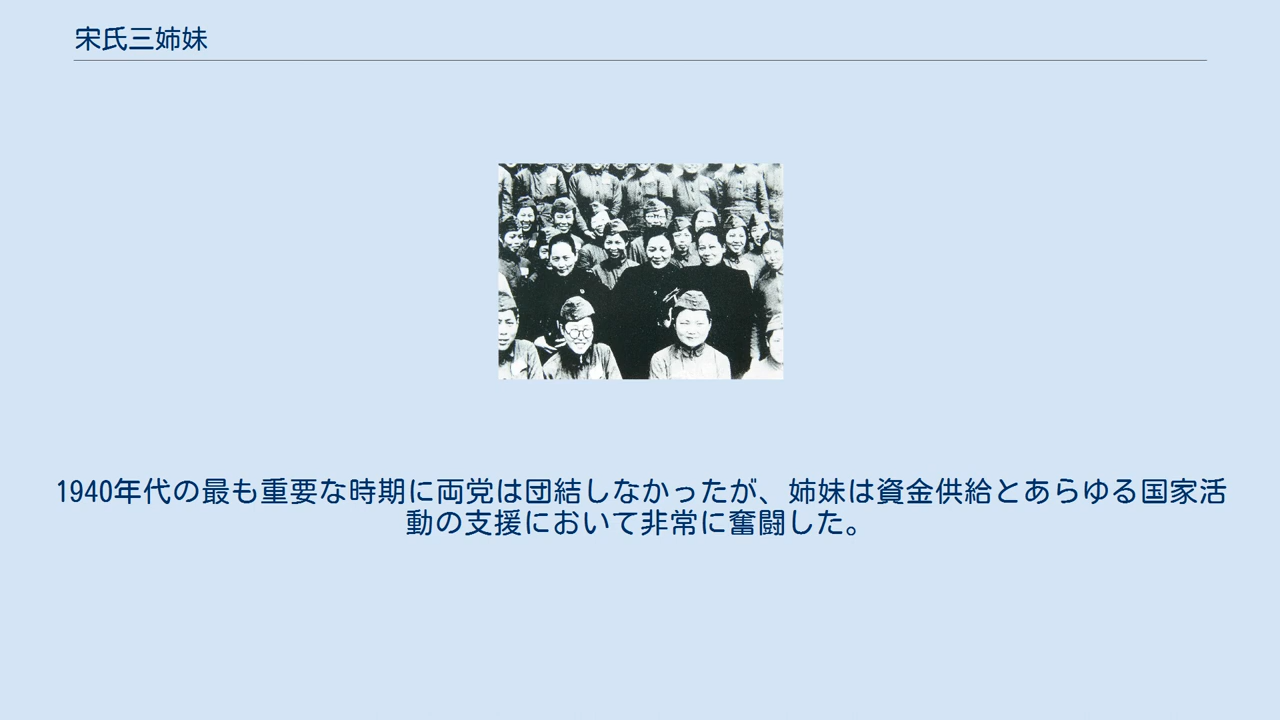 宋氏三姉妹
1940年代の最も重要な時期に両党は団結しなかったが、姉妹は資金供給とあらゆる国家活
動の支援において非常に奮闘した。